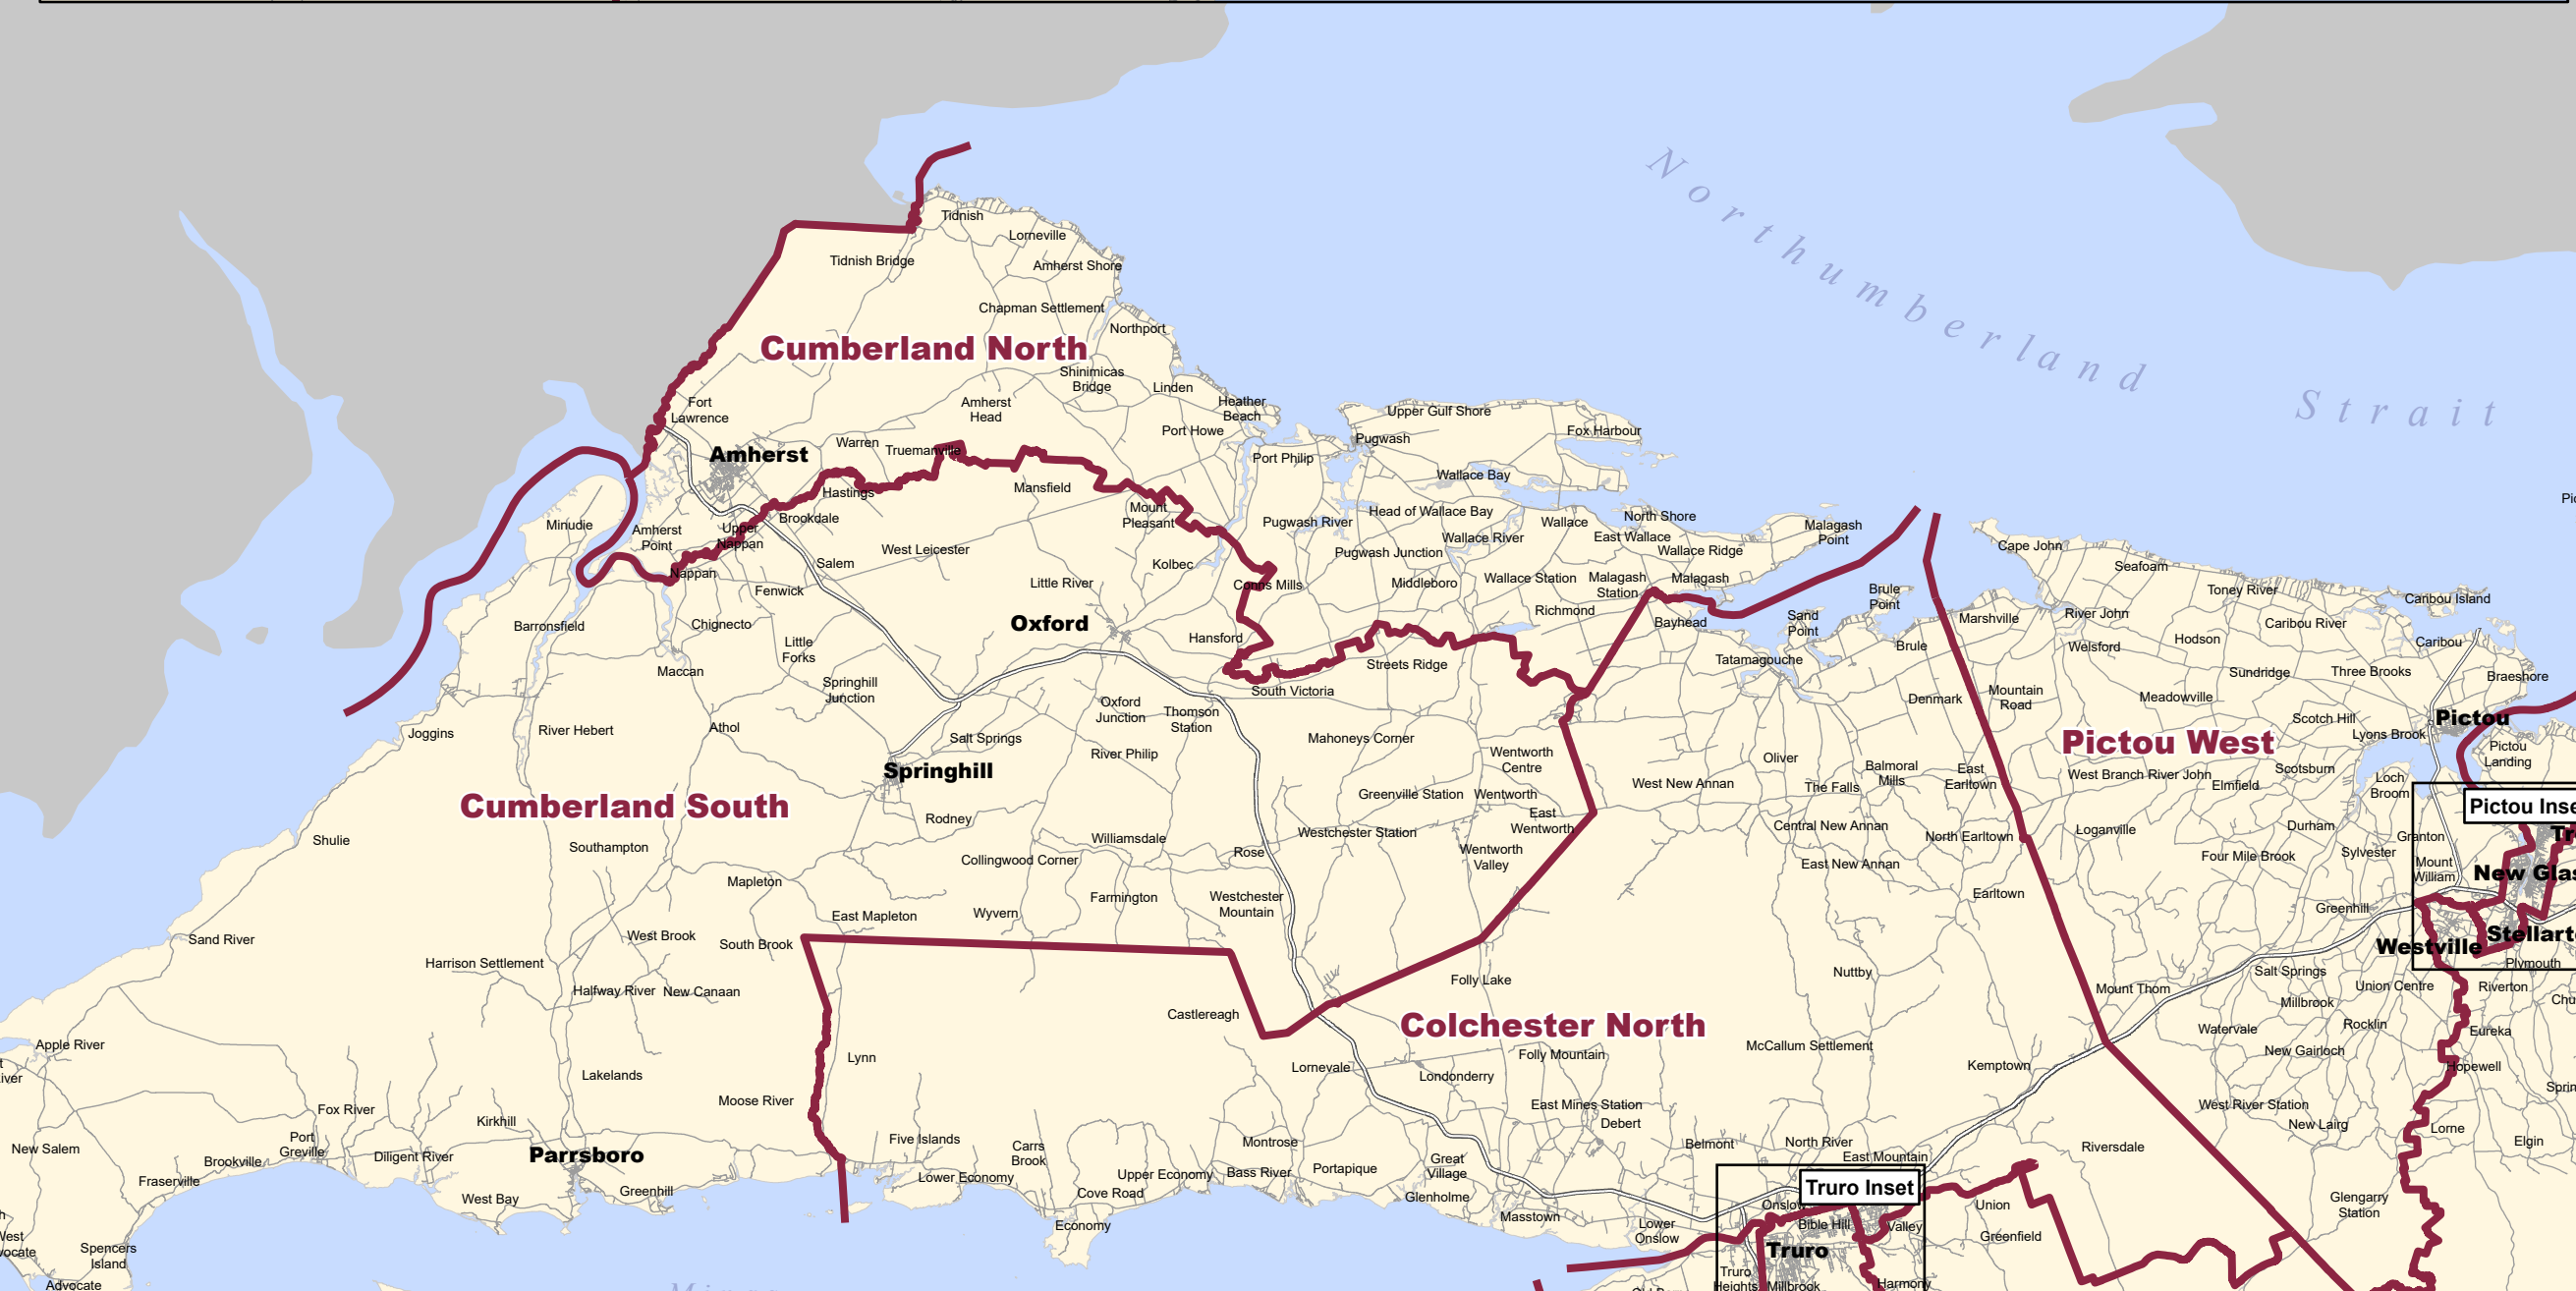 Northumberland Strait
Tidnish
Lorneville
Tidnish Bridge
Amherst Shore
Chapman Settlement
Northport
Cumberland North
Shinimicas
Bridge
Linden
Fort
Lawrence
Amherst
Head
Heather
Beach
Upper Gulf Shore
Port Howe
Fox Harbour
Pugwash
Warren
Truemanville
Amherst
Port Philip
Wallace Bay
Hastings
Mansfield
Mount
Pleasant
Head of Wallace Bay
Minudie
Amherst
Point
Upper
Nappan
Brookdale
Pugwash River
Wallace
North Shore
Malagash
Point
Wallace River
East Wallace
Wallace Ridge
Cape John
West Leicester
Pugwash Junction
Salem
Kolbec
Nappan
Seafoam
Little River
Conns Mills
Middleboro
Wallace Station
Malagash
Station
Malagash
Fenwick
Brule
Point
Toney River
Caribou Island
Richmond
Barronsfield
Chignecto
Oxford
Bayhead
Sand
Point
Marshville
River John
Caribou River
Little
Forks
Hansford
Brule
Welsford
Hodson
Caribou
Maccan
Streets Ridge
Tatamagouche
Sundridge
Three Brooks
Braeshore
Springhill
Junction
South Victoria
Denmark
Mountain
Road
Meadowville
Oxford
Junction
Thomson
Station
Joggins
River Hebert
Athol
Salt Springs
Mahoneys Corner
Scotch Hill
Pictou
Lyons Brook
Pictou West
River Philip
Wentworth
Centre
Oliver
Balmoral
Mills
East
Earltown
West Branch River John
Scotsburn
Pictou
Landing
Springhill
West New Annan
The Falls
Elmfield
Loch
Broom
Cumberland South
Greenville Station
Wentworth
Pictou Inse
Rodney
East
Wentworth
Central New Annan
North Earltown
Loganville
Durham
Granton
Tr
Shulie
Southampton
Williamsdale
Westchester Station
Rose
Wentworth
Valley
East New Annan
Four Mile Brook
Sylvester
Mount
William
New Glas
Collingwood Corner
Mapleton
Farmington
Westchester
Mountain
Earltown
Greenhill
East Mapleton
Wyvern
Sand River
West Brook
South Brook
Westville
Stellart
Plymouth
Harrison Settlement
Halfway River
New Canaan
Folly Lake
Nuttby
Mount Thom
Salt Springs
Union Centre
Riverton
Castlereagh
Millbrook
Chu
Colchester North
Watervale
Rocklin
Eureka
Apple River
Lynn
Folly Mountain
McCallum Settlement
New Gairloch
Lakelands
Lornevale
Londonderry
Kemptown
Hopewell
Sprin
Moose River
Fox River
Kirkhill
East Mines Station
Debert
West River Station
New Lairg
Lorne
Elgin
New Salem
Port
Greville
Brookville
Diligent River
Parrsboro
Five Islands
Carrs
Brook
Montrose
Great
Village
Belmont
North River
East Mountain
Riversdale
Fraserville
West Bay
Greenhill
Lower Economy
Upper Economy
Cove Road
Bass River
Portapique
Glenholme
Truro Inset
Economy
Masstown
Lower
Onslow
Onslow
Bible Hill
Valley
Union
Greenfield
Glengarry
Station
Spencers
Island
Advocate
Truro
Truro
Heights
Millbrook
Harmony